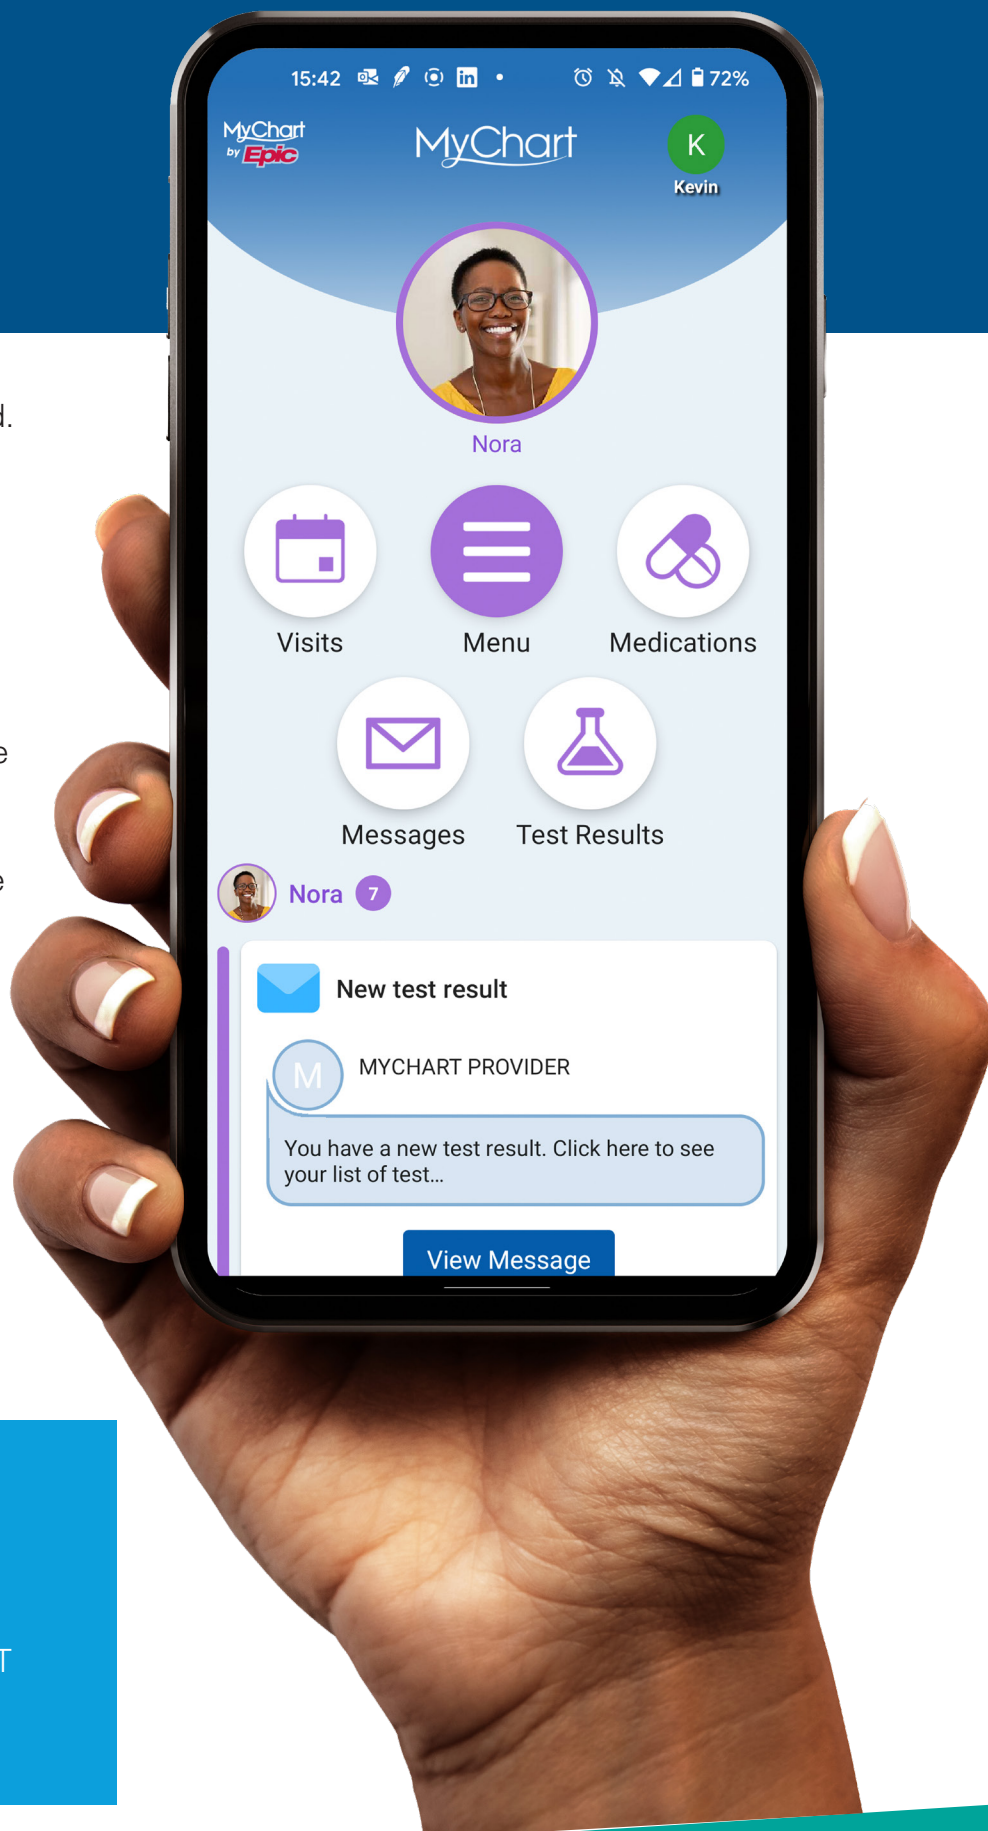 15:42 in 72%
MyChart
by Epic
MyChart
K
Kevin
d.
Nora
Visits Menu Medications
e
Messages Test Results
e
Nora 7
New test result
M MYCHART PROVIDER
You have a new test result. Click here to see
your list of test...
View Message
T